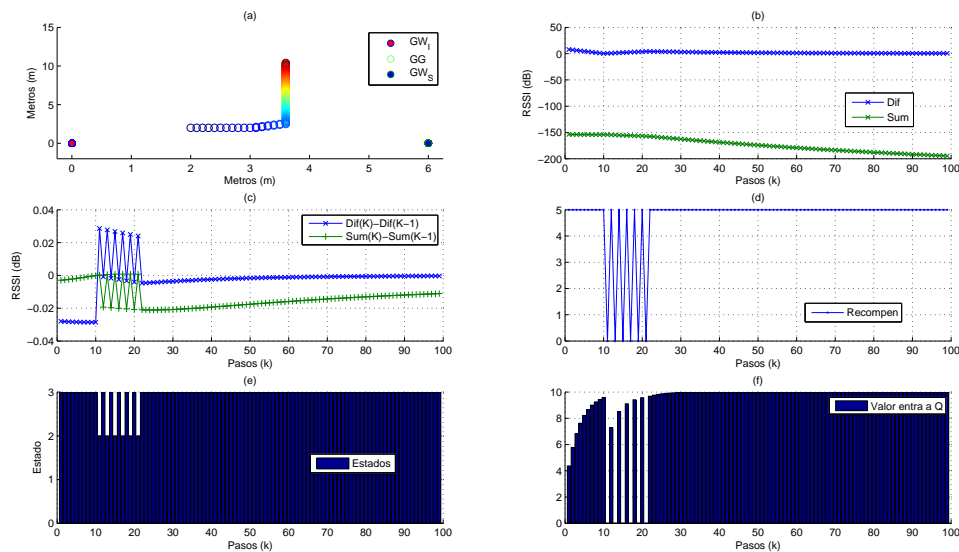 (a)
15
10
5
0
Metros (m)
0 1 2 3 4 5 6
Metros (m)
GW_I
GG
GW_S
(b)
50
0
−50
−100
−150
−200
RSSI (dB)
0 10 20 30 40 50 60 70 80 90 100
Pasos (k)
Dif
Sum
(c)
0.04
0.02
0
−0.02
−0.04
RSSI (dB)
0 10 20 30 40 50 60 70 80 90 100
Pasos (k)
Dif(K)−Dif(K−1)
Sum(K)−Sum(K−1)
(d)
5
4
3
2
1
0
0 10 20 30 40 50 60 70 80 90 100
Pasos (k)
Recompen
(e)
3
2
1
0
Estado
0 10 20 30 40 50 60 70 80 90 100
Pasos (k)
Estados
(f)
10
8
6
4
2
0
0 10 20 30 40 50 60 70 80 90 100
Pasos (k)
Valor entra a Q